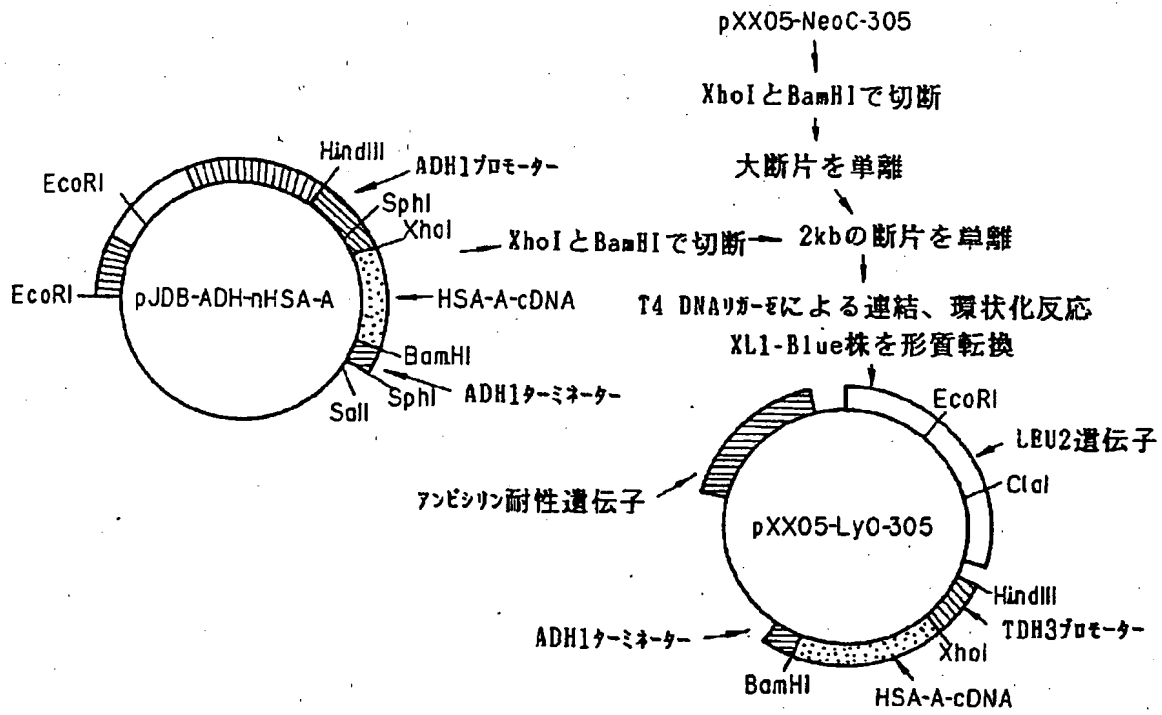 pXX05-NeoC-305
XhoIとBamHIで切断
大断片を単離
HindIII
ADH1プロモーター
EcoRI
SphI
XhoI
XhoIとBamHIで切断
2kbの断片を単離
EcoRI
pJDB-ADH-nHSA-A
HSA-A-cDNA
T4 DNAリガーゼによる連結、環状化反応
XL1-Blue株を形質転換
BamHI
ADH1ターミネーター
SphI
SalI
EcoRI
LEU2遺伝子
ClaI
アンピシリン耐性遺伝子
pXX05-LyO-305
HindIII
TDH3プロモーター
ADH1ターミネーター
XhoI
BamHI
HSA-A-cDNA